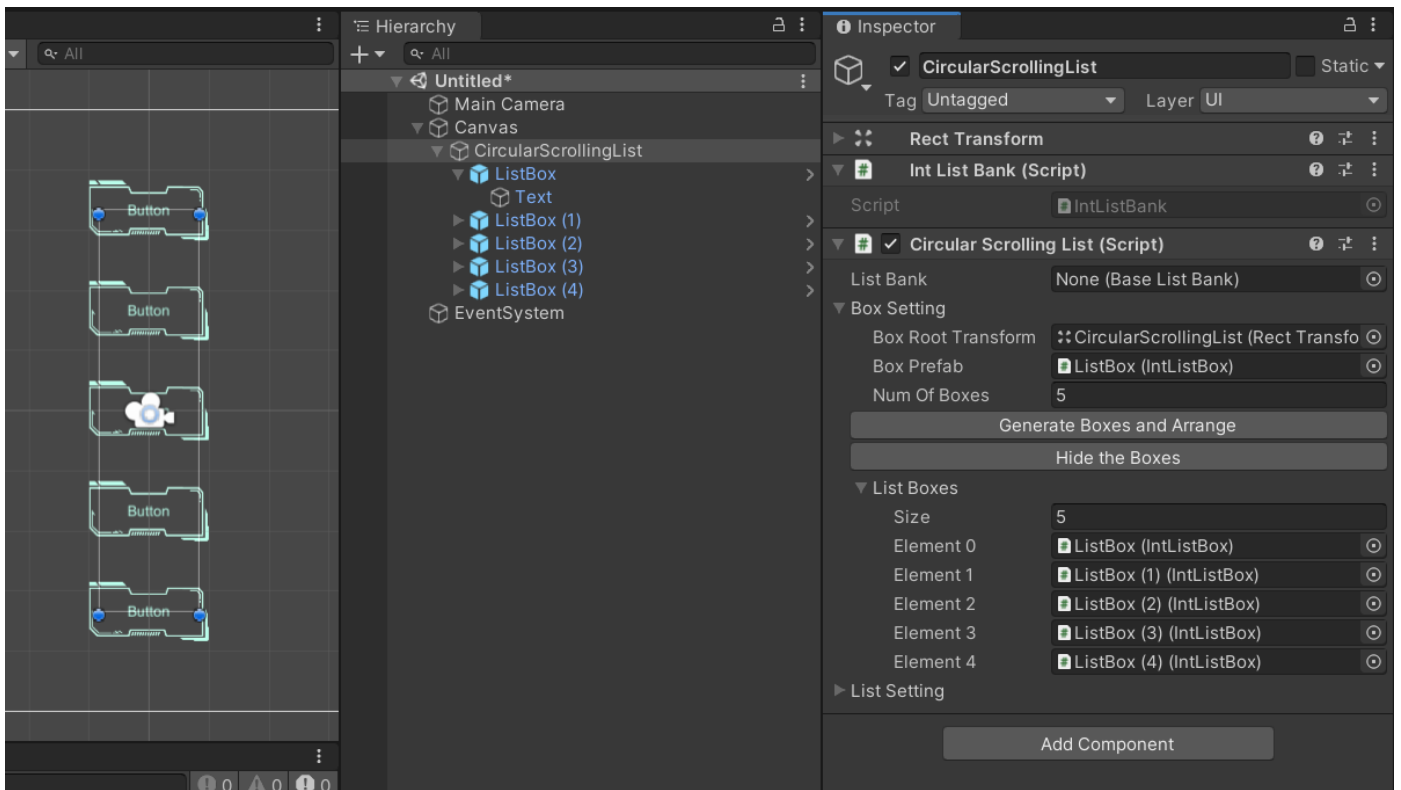 All
Button
Button
Button
Button
0 0 0
Hierarchy
All
Untitled*
Main Camera
Canvas
CircularScrollingList
ListBox
Text
ListBox (1)
ListBox (2)
ListBox (3)
ListBox (4)
EventSystem
Inspector
CircularScrollingList Static
Tag Untagged Layer UI
Rect Transform
# Int List Bank (Script)
Script # IntListBank
# Circular Scrolling List (Script)
List Bank None (Base List Bank)
Box Setting
Box Root Transform CircularScrollingList (Rect Transfo
Box Prefab # ListBox (IntListBox)
Num Of Boxes 5
Generate Boxes and Arrange
Hide the Boxes
List Boxes
Size 5
Element 0 # ListBox (IntListBox)
Element 1 # ListBox (1) (IntListBox)
Element 2 # ListBox (2) (IntListBox)
Element 3 # ListBox (3) (IntListBox)
Element 4 # ListBox (4) (IntListBox)
List Setting
Add Component